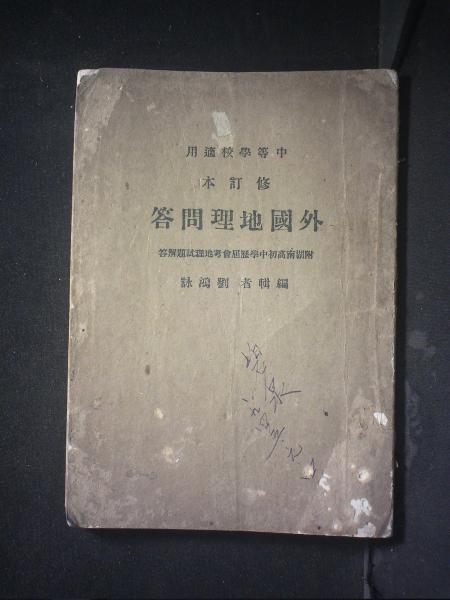 中等學校適用
修訂本
外國地理問答
附湖南高初中學歷屆會考地理試題解答
編輯者 劉鴻詠